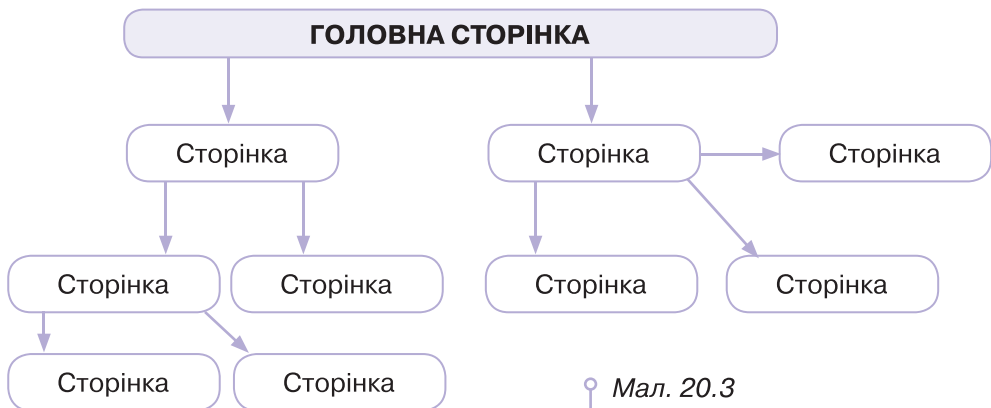 ГОЛОВНА СТОРІНКА
Сторінка
Сторінка
Сторінка
Сторінка
Сторінка
Сторінка
Сторінка
Сторінка
Сторінка
Мал. 20.3